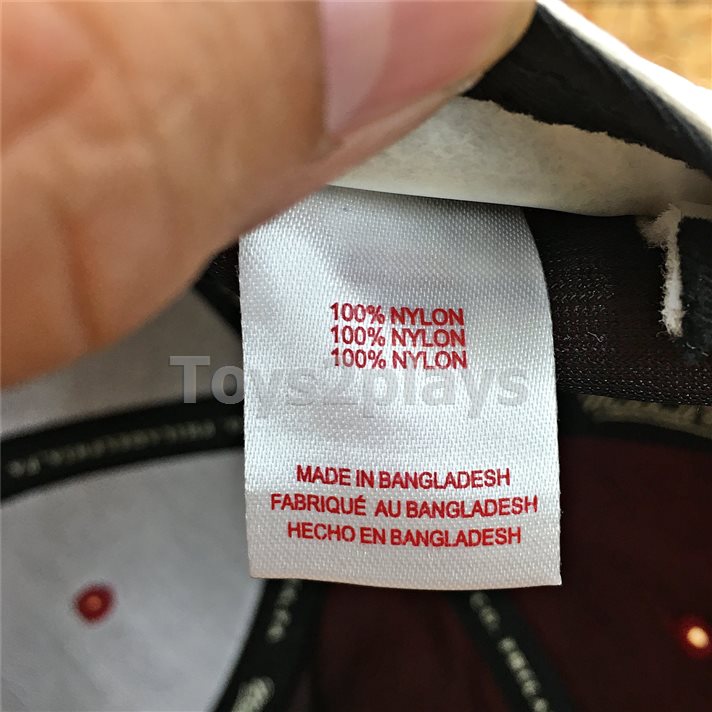 100% NYLON
100% NYLON
100% NYLON
Toys2plays
MADE IN BANGLADESH
FABRIQUÉ AU BANGLADESH
HECHO EN BANGLADESH